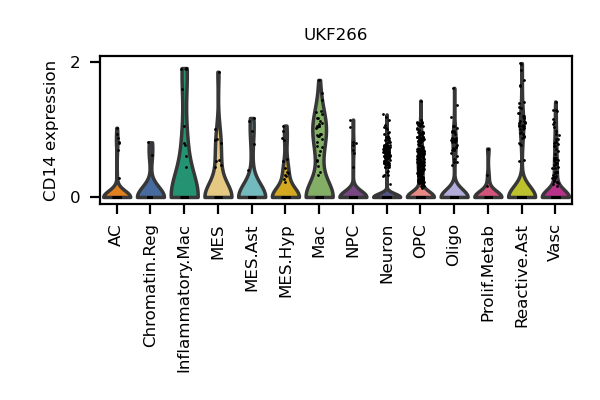 UKF266
CD14 expression
2
0
AC
Chromatin.Reg
Inflammatory.Mac
MES
MES.Ast
MES.Hyp
Mac
NPC
Neuron
OPC
Oligo
Prolif.Metab
Reactive.Ast
Vasc